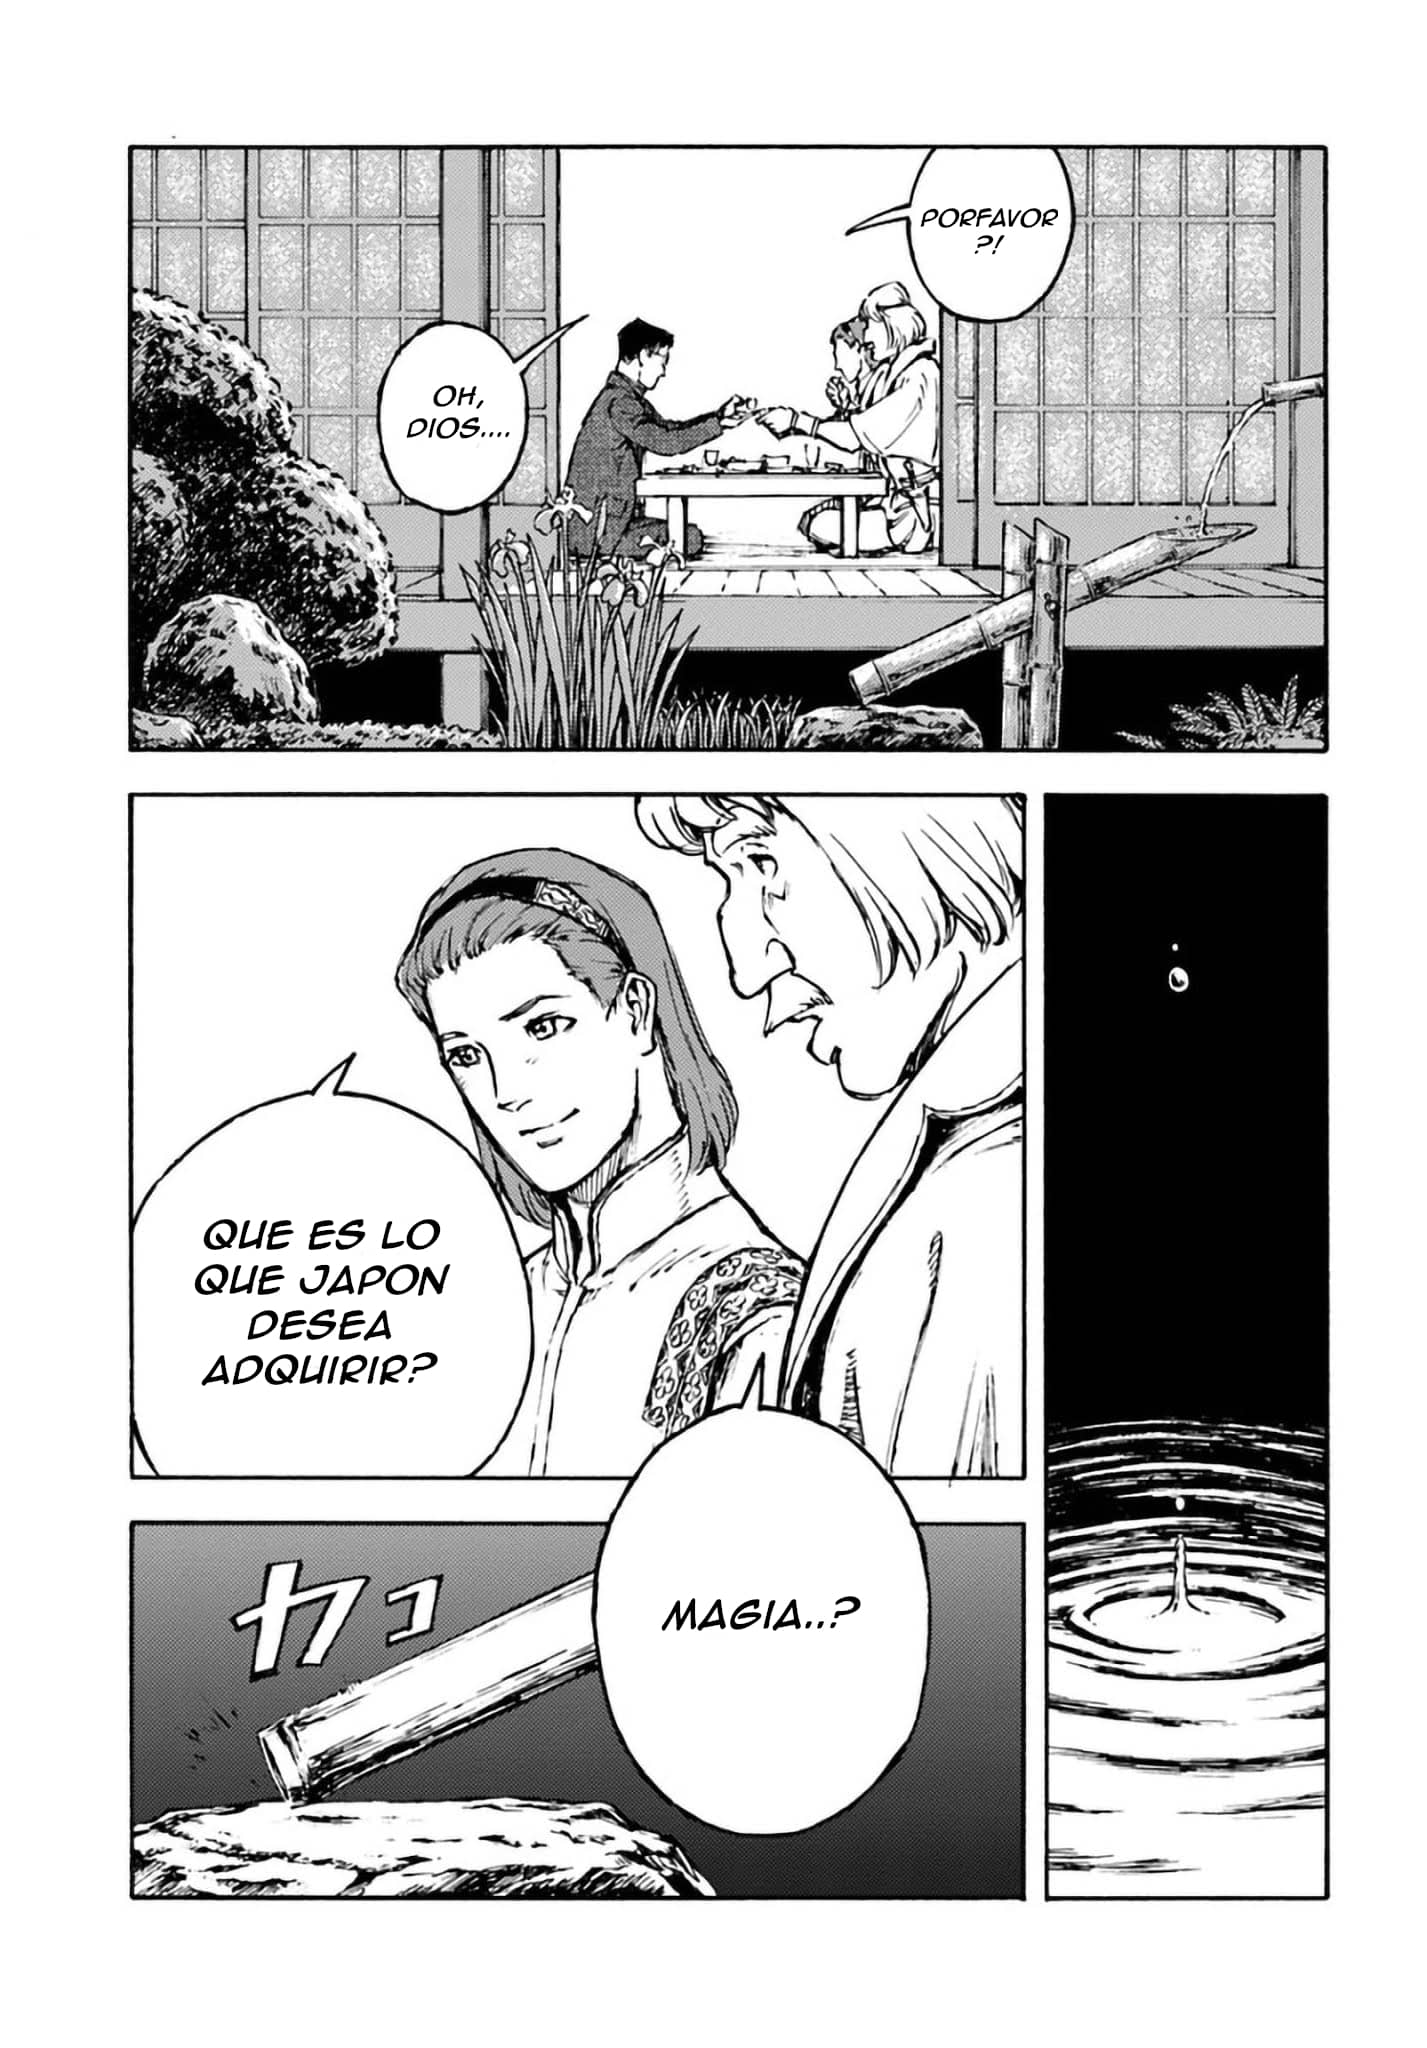 PORFAVOR
?!
OH,
DIOS....
QUE ES LO
QUE JAPON
DESEA
ADQUIRIR?
MAGIA..?
カコ